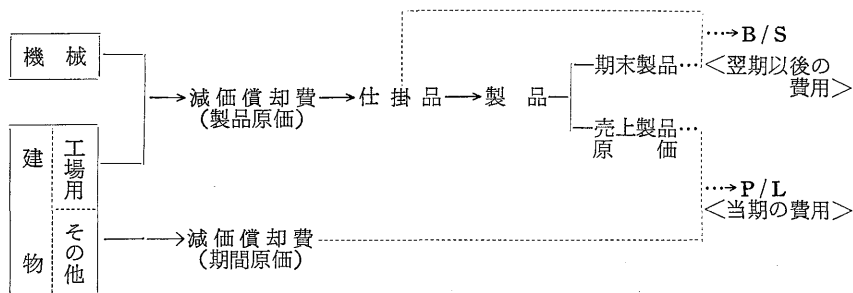 機械
建物
工場用
その他
減価償却費
(製品原価)
仕掛品
製品
期末製品
売上製品
原価
B/S
<翌期以後の
費用>
P/L
<当期の費用>
減価償却費
(期間原価)